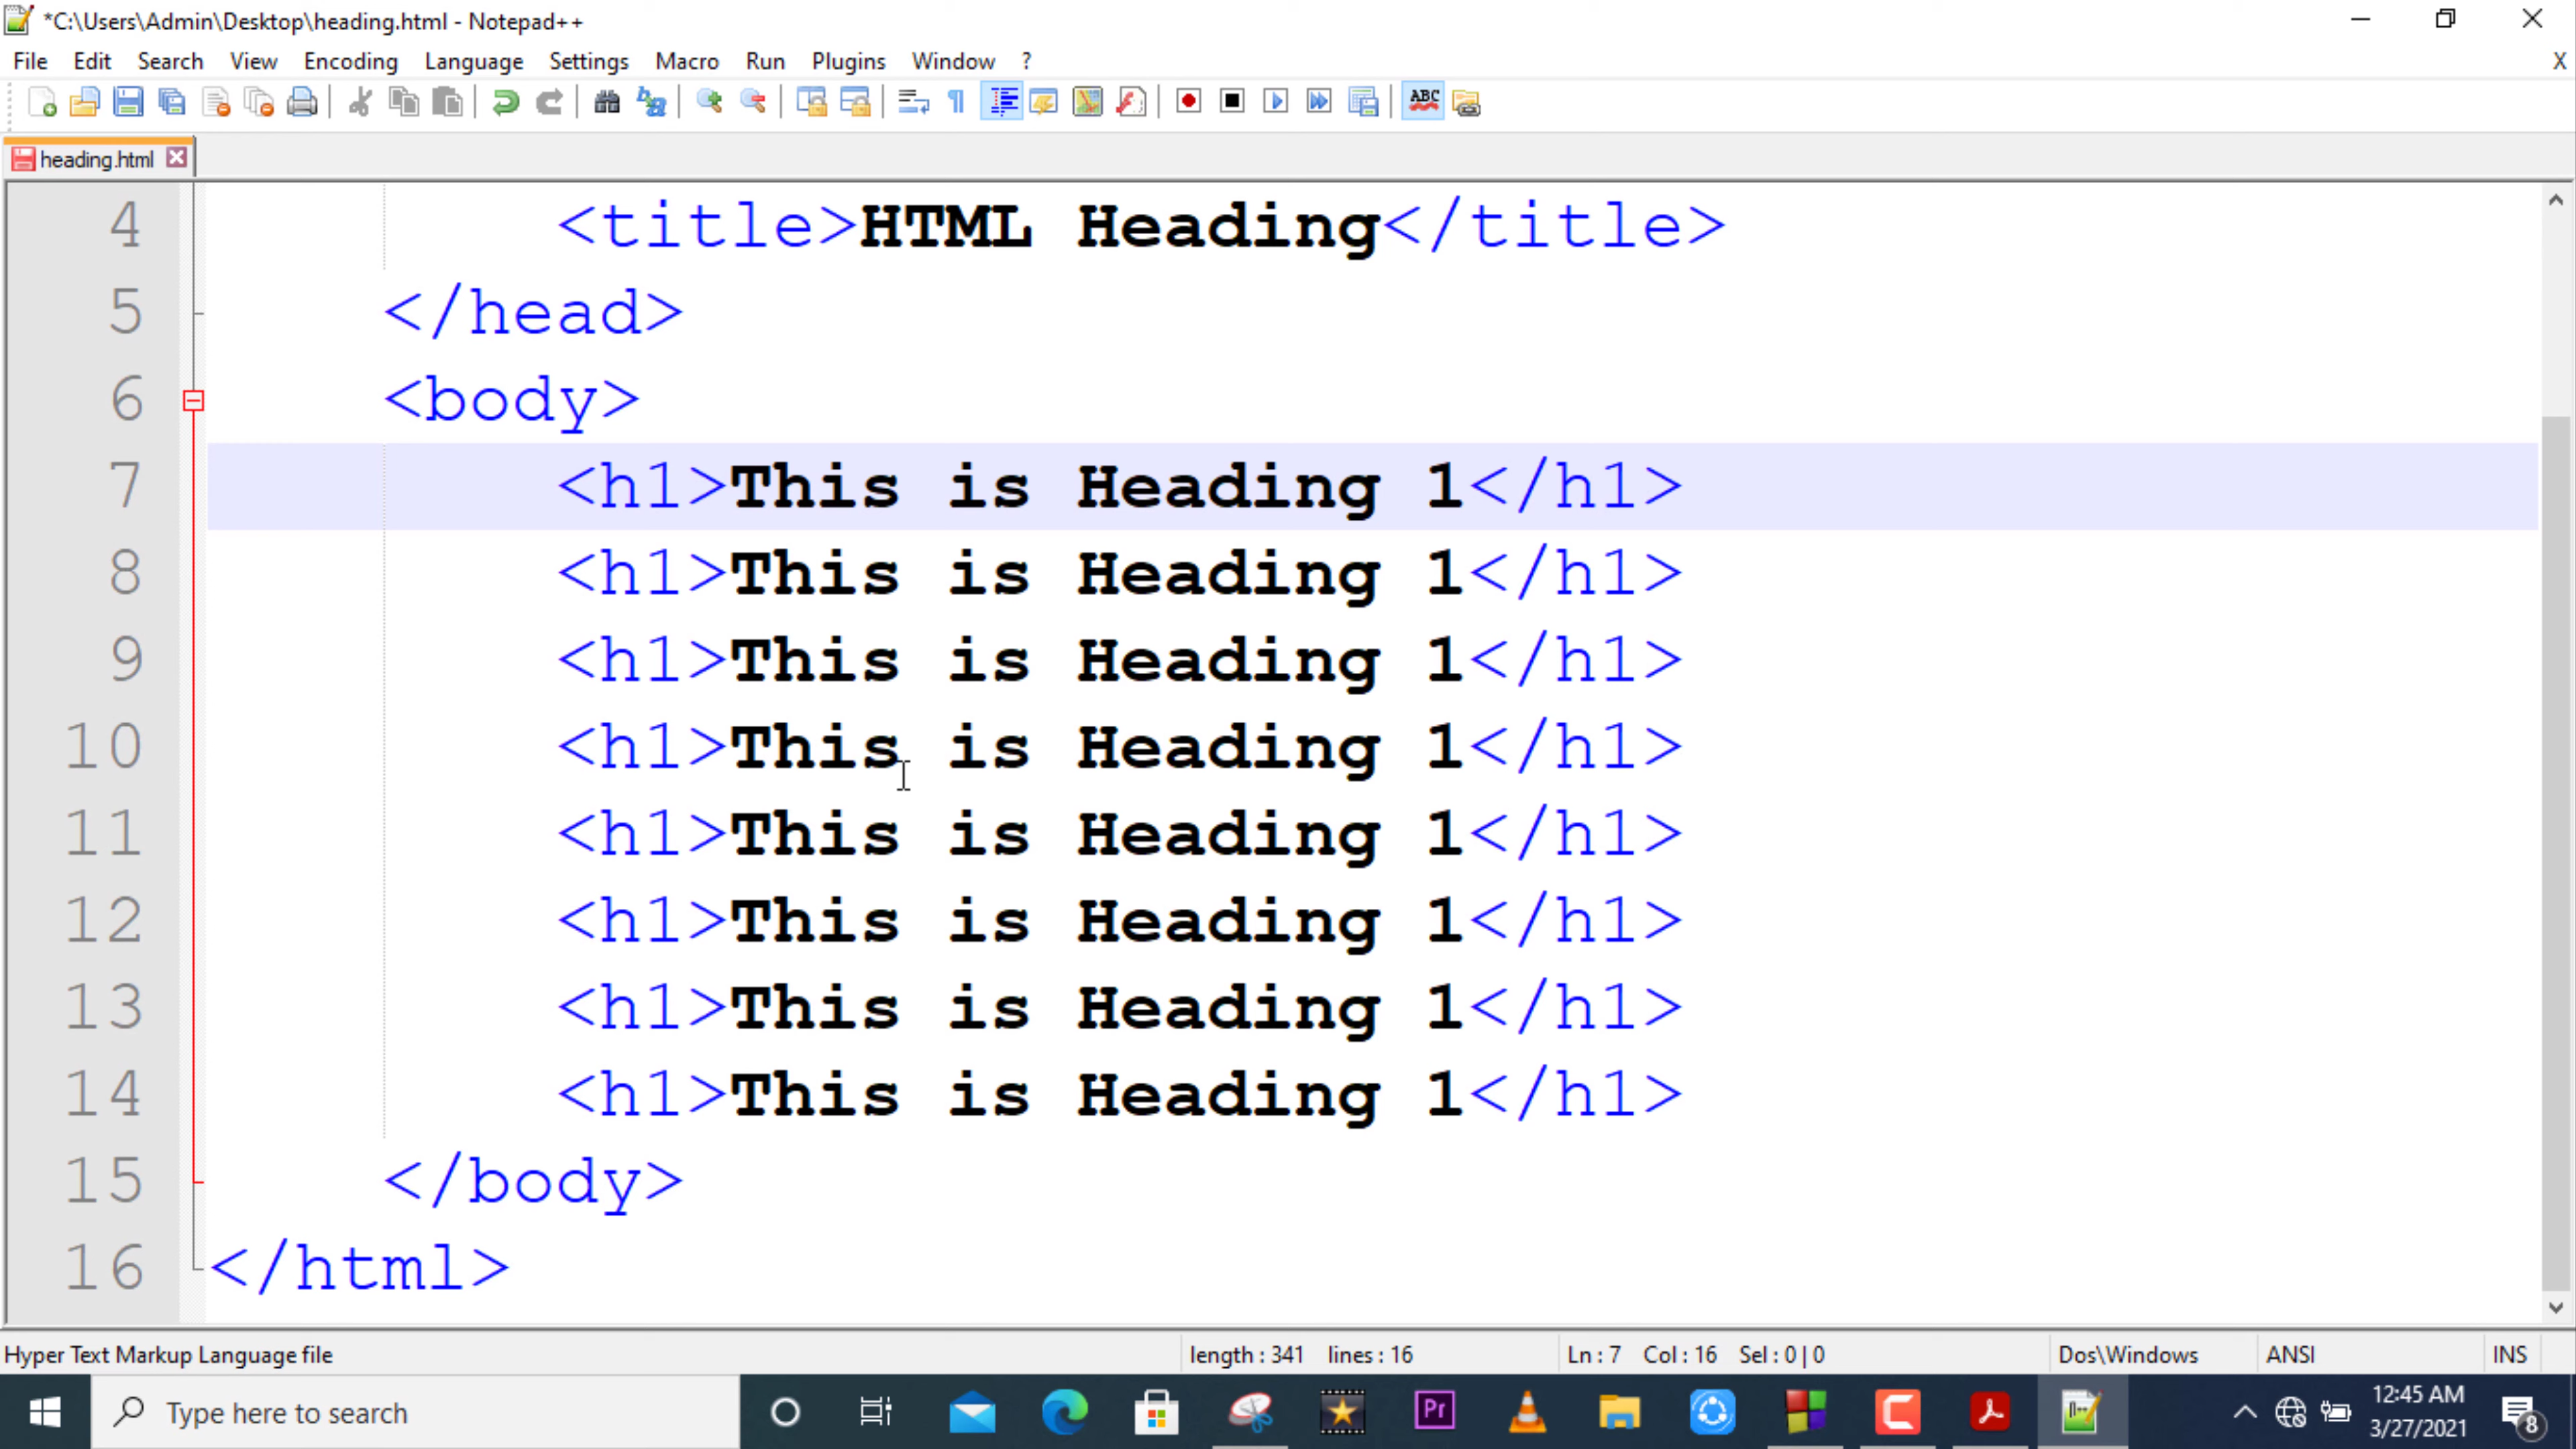 *C:\Users\Admin\Desktop\heading.html - Notepad++
File Edit Search View Encoding Language Settings Macro Run Plugins Window ? X
ABC
heading.html
4 <title>HTML Heading</title>
5 </head>
6 <body>
7 <h1>This is Heading 1</h1>
8 <h1>This is Heading 1</h1>
9 <h1>This is Heading 1</h1>
10 <h1>This is Heading 1</h1>
11 <h1>This is Heading 1</h1>
12 <h1>This is Heading 1</h1>
13 <h1>This is Heading 1</h1>
14 <h1>This is Heading 1</h1>
15 </body>
16 </html>
Hyper Text Markup Language file length : 341 lines : 16 Ln : 7 Col : 16 Sel : 0 | 0 Dos\Windows ANSI INS
Type here to search Pr 12:45 AM
3/27/2021 8